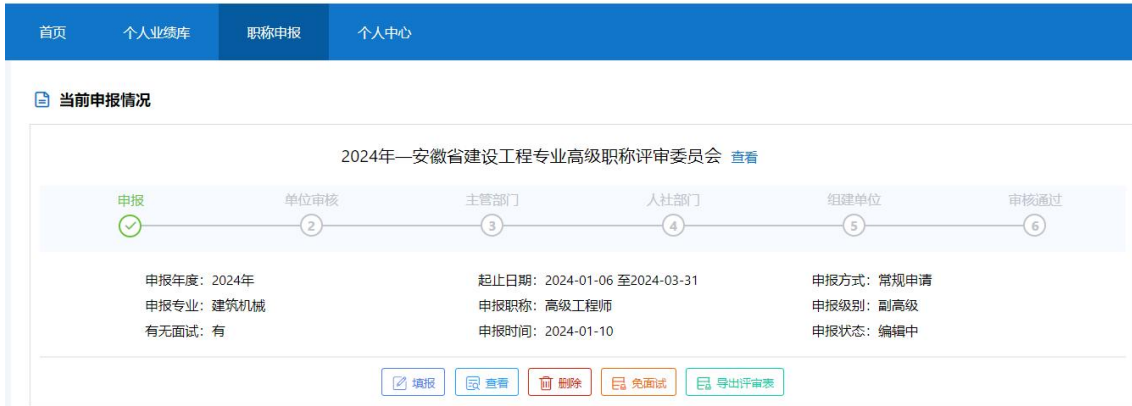 首页 个人业绩库 职称申报 个人中心
当前申报情况
2024年—安徽省建设工程专业高级职称评审委员会 查看
申报 单位审核 主管部门 人社部门 组建单位 审核通过
2 3 4 5 6
申报年度：2024年 起止日期：2024-01-06 至2024-03-31 申报方式：常规申请
申报专业：建筑机械 申报职称：高级工程师 申报级别：副高级
有无面试：有 申报时间：2024-01-10 申报状态：编辑中
填报 查看 删除 免面试 导出评审表